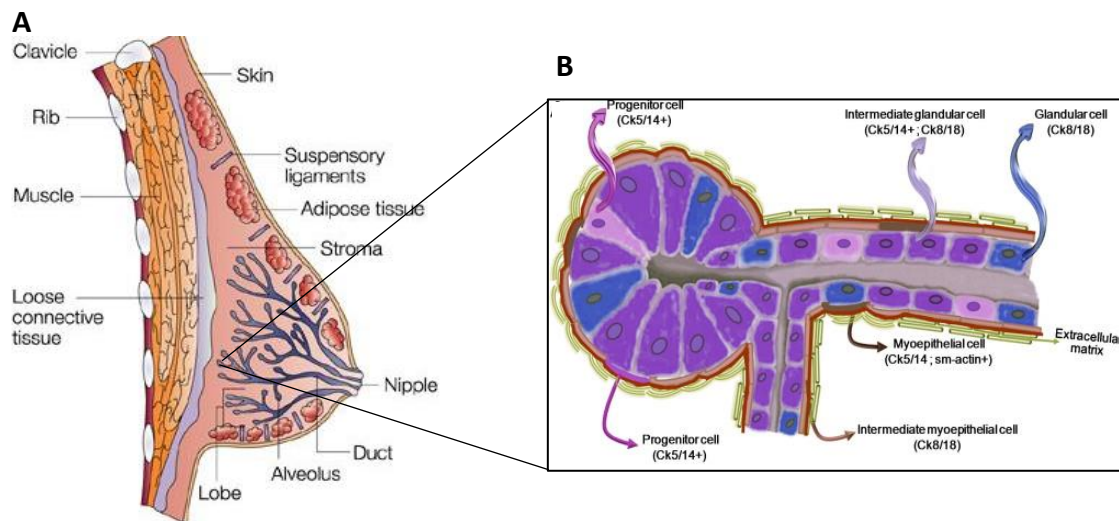 A
Clavicle
Skin
Rib
Suspensory
ligaments
Muscle
Adipose tissue
Stroma
Loose
connective
tissue
Nipple
Duct
Alveolus
Lobe
B
Progenitor cell
(Ck5/14+)
Intermediate glandular cell
(Ck5/14+ ; Ck8/18)
Glandular cell
(Ck8/18)
Extracellular
matrix
Myoepithelial cell
(Ck5/14 ; sm-actin+)
Intermediate myoepithelial cell
(Ck8/18)
Progenitor cell
(Ck5/14+)